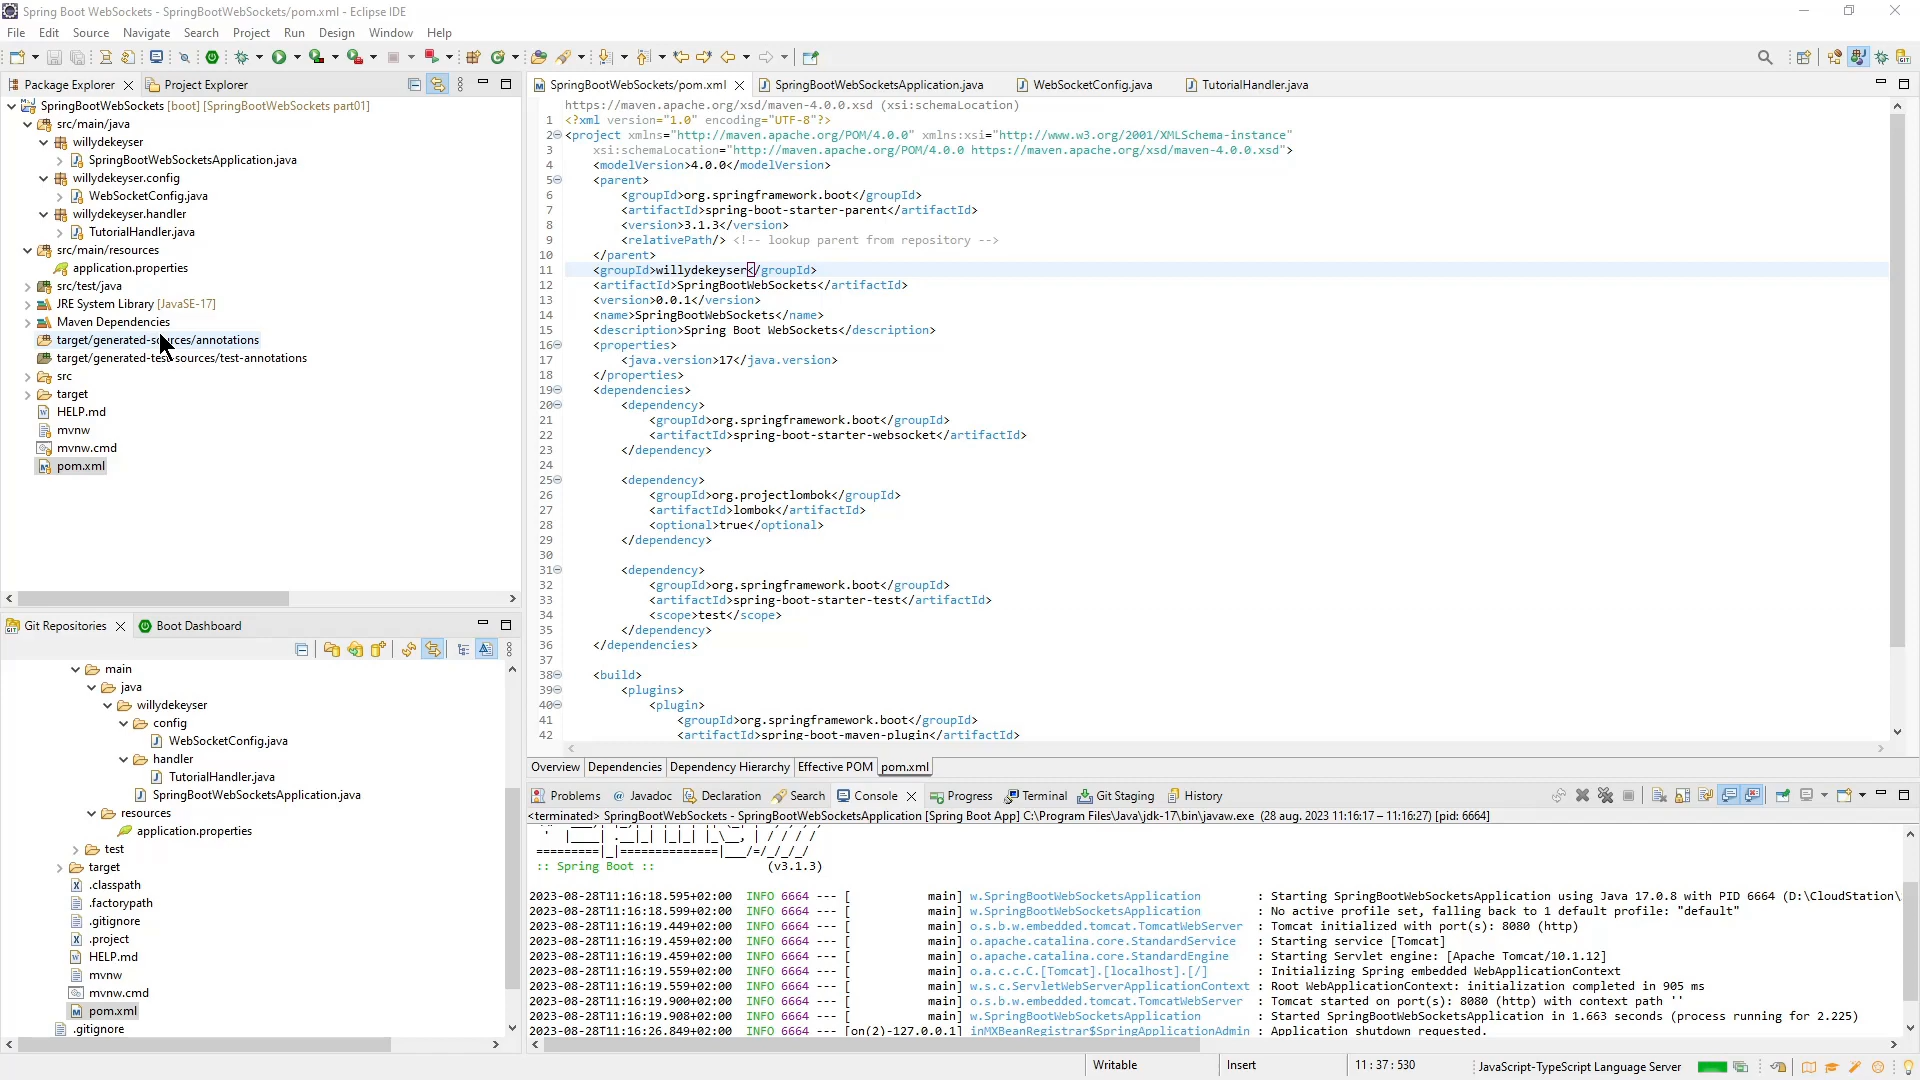 Spring Boot WebSockets - SpringBootWebSockets/pom.xml - Eclipse IDE
File Edit Source Navigate Search Project Run Design Window Help
Package Explorer Project Explorer
SpringBootWebSockets [boot] [SpringBootWebSockets part01]
src/main/java
willydekeyser
SpringBootWebSocketsApplication.java
willydekeyser.config
WebSocketConfig.java
willydekeyser.handler
TutorialHandler.java
src/main/resources
application.properties
src/test/java
JRE System Library [JavaSE-17]
Maven Dependencies
target/generated-sources/annotations
target/generated-test-sources/test-annotations
src
target
HELP.md
mvnw
mvnw.cmd
pom.xml
Git Repositories Boot Dashboard
main
java
willydekeyser
config
WebSocketConfig.java
handler
TutorialHandler.java
SpringBootWebSocketsApplication.java
resources
application.properties
test
target
.classpath
.factorypath
.gitignore
.project
HELP.md
mvnw
mvnw.cmd
pom.xml
.gitignore
SpringBootWebSockets/pom.xml SpringBootWebSocketsApplication.java WebSocketConfig.java TutorialHandler.java
https://maven.apache.org/xsd/maven-4.0.0.xsd (xsi:schemaLocation)
1 <?xml version="1.0" encoding="UTF-8"?>
2 <project xmlns="http://maven.apache.org/POM/4.0.0" xmlns:xsi="http://www.w3.org/2001/XMLSchema-instance"
3 xsi:schemaLocation="http://maven.apache.org/POM/4.0.0 https://maven.apache.org/xsd/maven-4.0.0.xsd">
4 <modelVersion>4.0.0</modelVersion>
5 <parent>
6 <groupId>org.springframework.boot</groupId>
7 <artifactId>spring-boot-starter-parent</artifactId>
8 <version>3.1.3</version>
9 <relativePath/> <!-- lookup parent from repository -->
10 </parent>
11 <groupId>willydekeyser</groupId>
12 <artifactId>SpringBootWebSockets</artifactId>
13 <version>0.0.1</version>
14 <name>SpringBootWebSockets</name>
15 <description>Spring Boot WebSockets</description>
16 <properties>
17 <java.version>17</java.version>
18 </properties>
19 <dependencies>
20 <dependency>
21 <groupId>org.springframework.boot</groupId>
22 <artifactId>spring-boot-starter-websocket</artifactId>
23 </dependency>
24
25 <dependency>
26 <groupId>org.projectlombok</groupId>
27 <artifactId>lombok</artifactId>
28 <optional>true</optional>
29 </dependency>
30
31 <dependency>
32 <groupId>org.springframework.boot</groupId>
33 <artifactId>spring-boot-starter-test</artifactId>
34 <scope>test</scope>
35 </dependency>
36 </dependencies>
37
38 <build>
39 <plugins>
40 <plugin>
41 <groupId>org.springframework.boot</groupId>
42 <artifactId>spring-boot-maven-plugin</artifactId>
Overview Dependencies Dependency Hierarchy Effective POM pom.xml
Problems Javadoc Declaration Search Console Progress Terminal Git Staging History
<terminated> SpringBootWebSockets - SpringBootWebSocketsApplication [Spring Boot App] C:\Program Files\Java\jdk-17\bin\javaw.exe (28 aug. 2023 11:16:17 – 11:16:27) [pid: 6664]
' |____| .__|_| |_|_| |_\__, | / / / /
=========|_|==============|___/=/_/_/_/
:: Spring Boot :: (v3.1.3)
2023-08-28T11:16:18.595+02:00 INFO 6664 --- [ main] w.SpringBootWebSocketsApplication : Starting SpringBootWebSocketsApplication using Java 17.0.8 with PID 6664 (D:\CloudStation\
2023-08-28T11:16:18.599+02:00 INFO 6664 --- [ main] w.SpringBootWebSocketsApplication : No active profile set, falling back to 1 default profile: "default"
2023-08-28T11:16:19.449+02:00 INFO 6664 --- [ main] o.s.b.w.embedded.tomcat.TomcatWebServer : Tomcat initialized with port(s): 8080 (http)
2023-08-28T11:16:19.459+02:00 INFO 6664 --- [ main] o.apache.catalina.core.StandardService : Starting service [Tomcat]
2023-08-28T11:16:19.459+02:00 INFO 6664 --- [ main] o.apache.catalina.core.StandardEngine : Starting Servlet engine: [Apache Tomcat/10.1.12]
2023-08-28T11:16:19.559+02:00 INFO 6664 --- [ main] o.a.c.c.C.[Tomcat].[localhost].[/] : Initializing Spring embedded WebApplicationContext
2023-08-28T11:16:19.559+02:00 INFO 6664 --- [ main] w.s.c.ServletWebServerApplicationContext : Root WebApplicationContext: initialization completed in 905 ms
2023-08-28T11:16:19.900+02:00 INFO 6664 --- [ main] o.s.b.w.embedded.tomcat.TomcatWebServer : Tomcat started on port(s): 8080 (http) with context path ''
2023-08-28T11:16:19.908+02:00 INFO 6664 --- [ main] w.SpringBootWebSocketsApplication : Started SpringBootWebSocketsApplication in 1.663 seconds (process running for 2.225)
2023-08-28T11:16:26.849+02:00 INFO 6664 --- [on(2)-127.0.0.1] inMXBeanRegistrar$SpringApplicationAdmin : Application shutdown requested.
Writable Insert 11 : 37 : 530 JavaScript-TypeScript Language Server